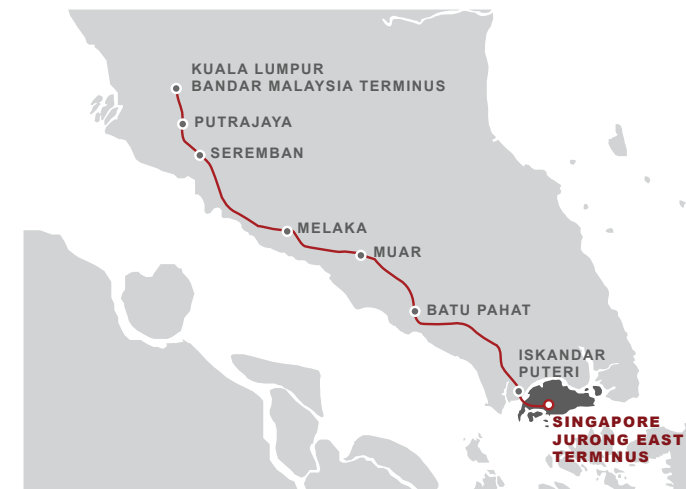 KUALA LUMPUR
BANDAR MALAYSIA TERMINUS
PUTRAJAYA
SEREMBAN
MELAKA
MUAR
BATU PAHAT
ISKANDAR
PUTERI
SINGAPORE
JURONG EAST
TERMINUS